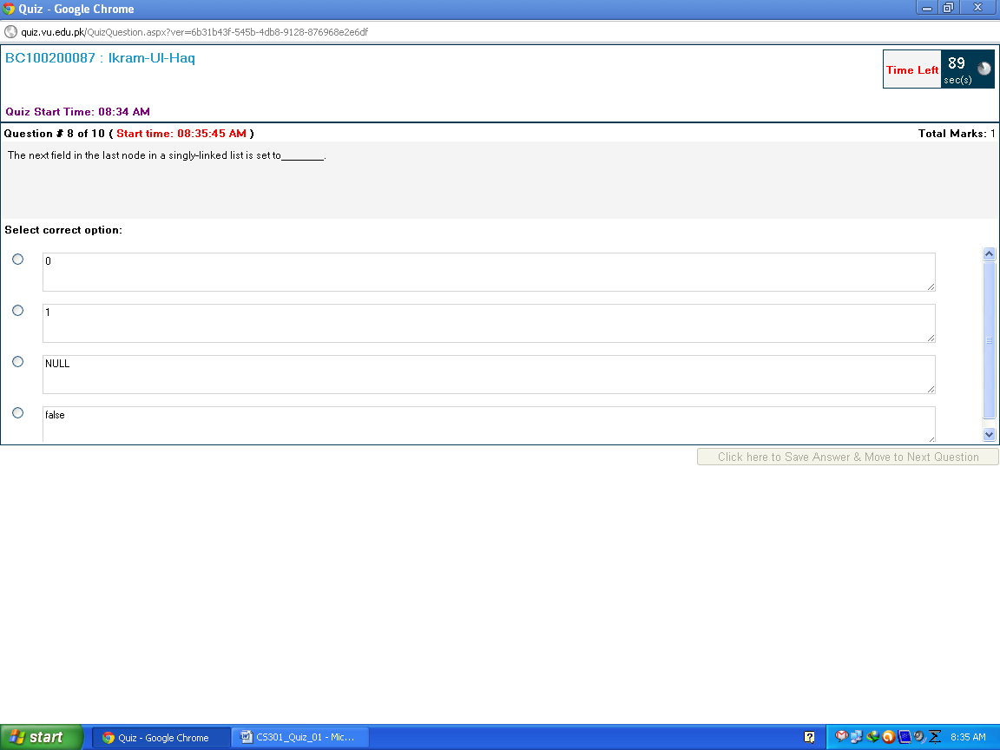 Quiz - Google Chrome
quiz.vu.edu.pk/QuizQuestion.aspx?ver=6b31b43f-545b-4db8-9128-876968e2e6df
BC100200087 : Ikram-Ul-Haq
Time Left 89 sec(s)
Quiz Start Time: 08:34 AM
Question # 8 of 10 ( Start time: 08:35:45 AM ) Total Marks: 1
The next field in the last node in a singly-linked list is set to________.
Select correct option:
0
1
NULL
false
Click here to Save Answer & Move to Next Question
start Quiz - Google Chrome CS301_Quiz_01 - Mic... 8:35 AM